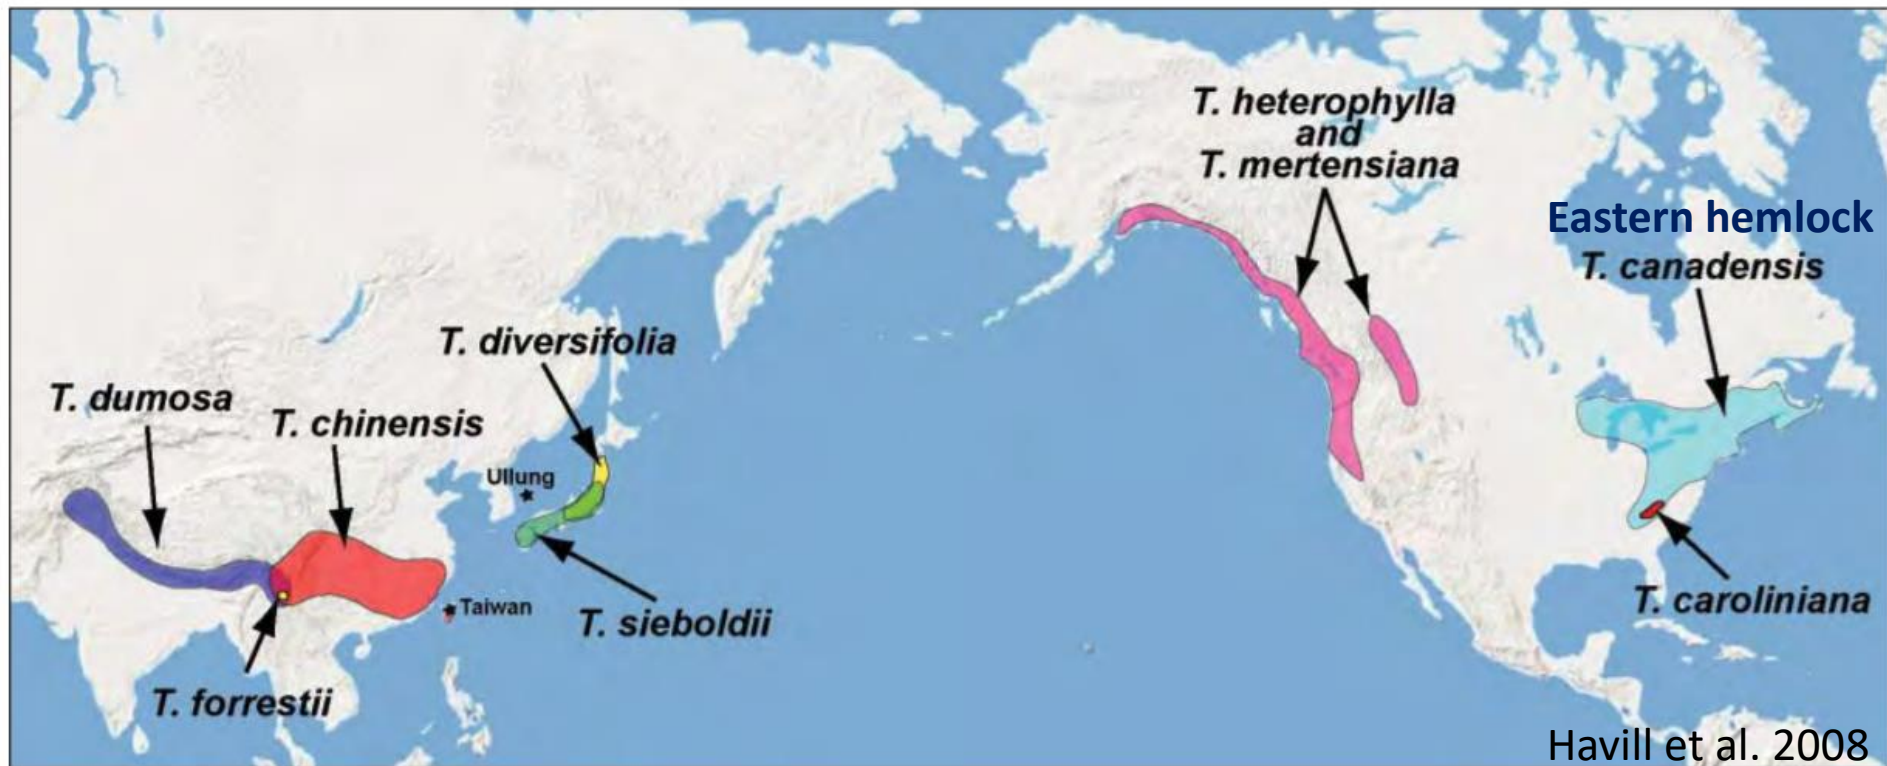 T. heterophylla
and
T. mertensiana
Eastern hemlock
T. canadensis
T. diversifolia
T. dumosa
T. chinensis
Ullung
Taiwan
T. sieboldii
T. caroliniana
T. forrestii
Havill et al. 2008